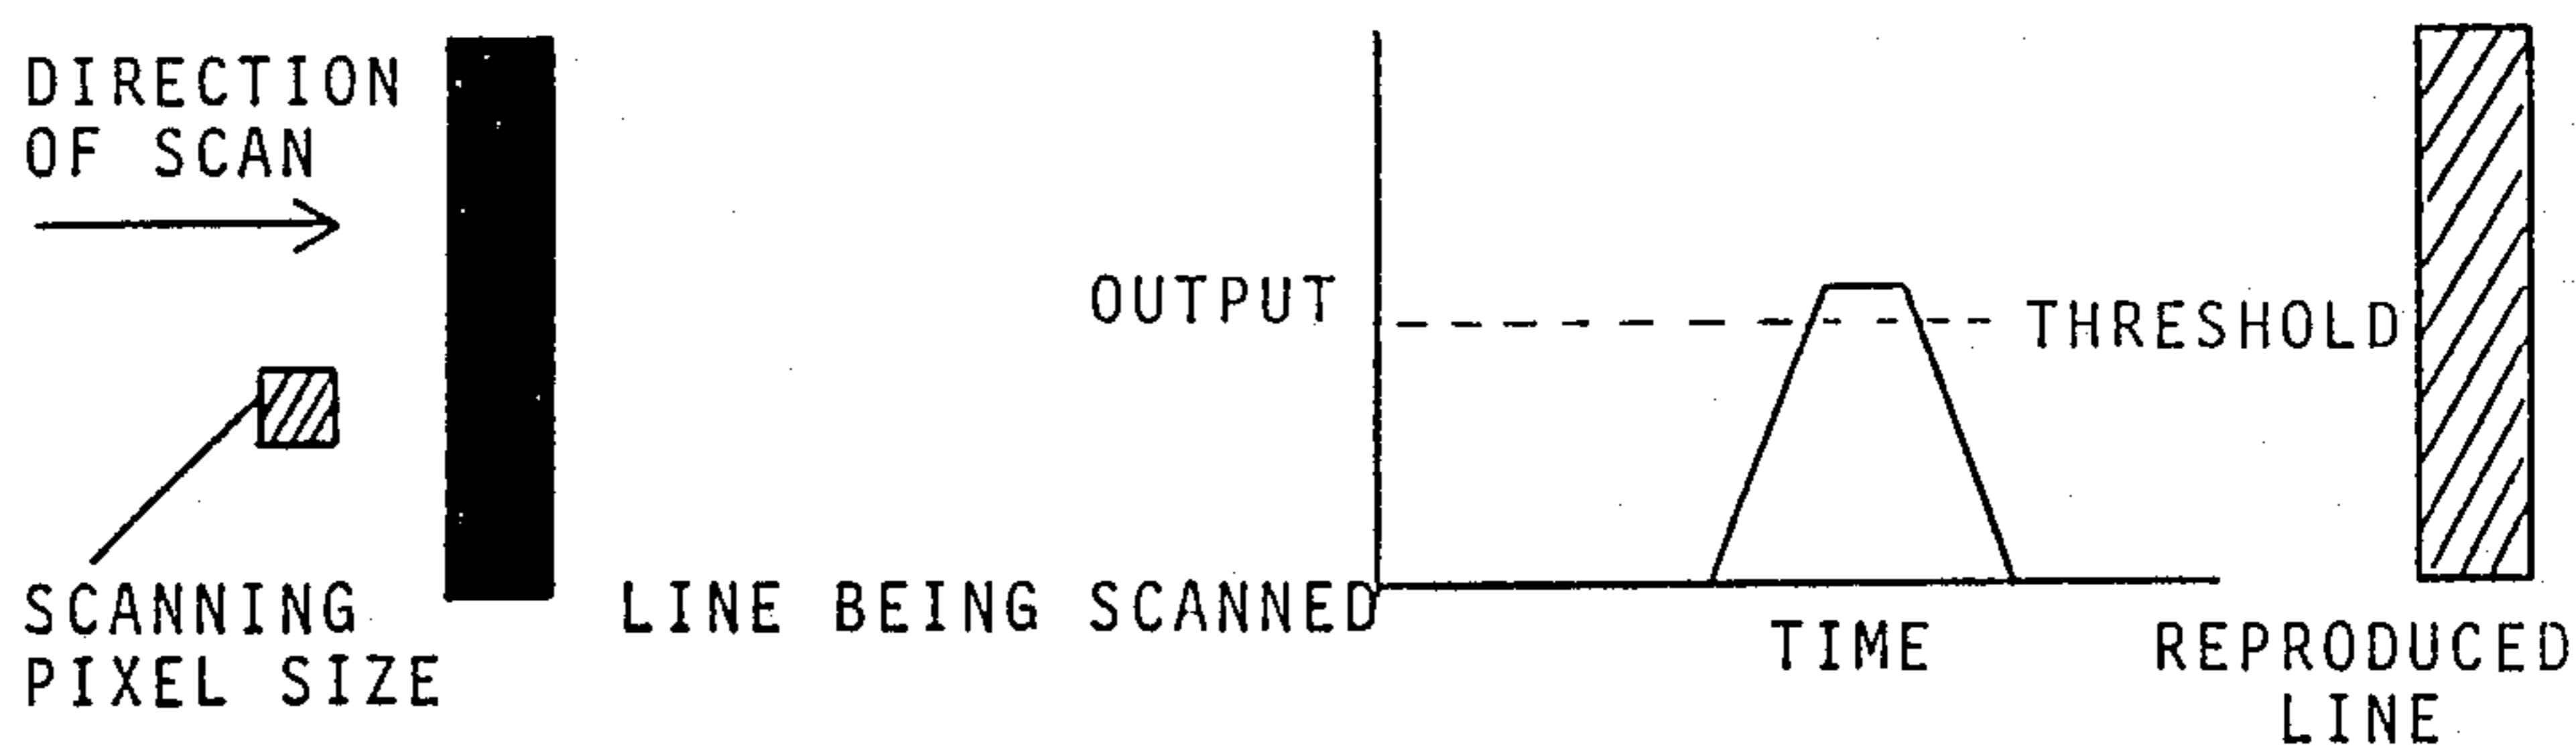 DIRECTION
OF SCAN
SCANNING
PIXEL SIZE
LINE BEING SCANNED
OUTPUT
THRESHOLD
TIME
REPRODUCED
LINE